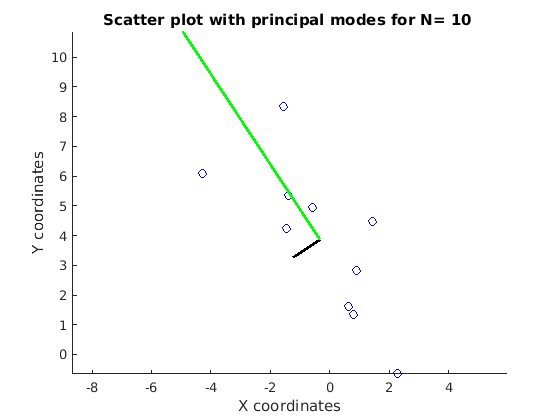 Scatter plot with principal modes for N= 10
Y coordinates
10
9
8
7
6
5
4
3
2
1
0
-8 -6 -4 -2 0 2 4
X coordinates